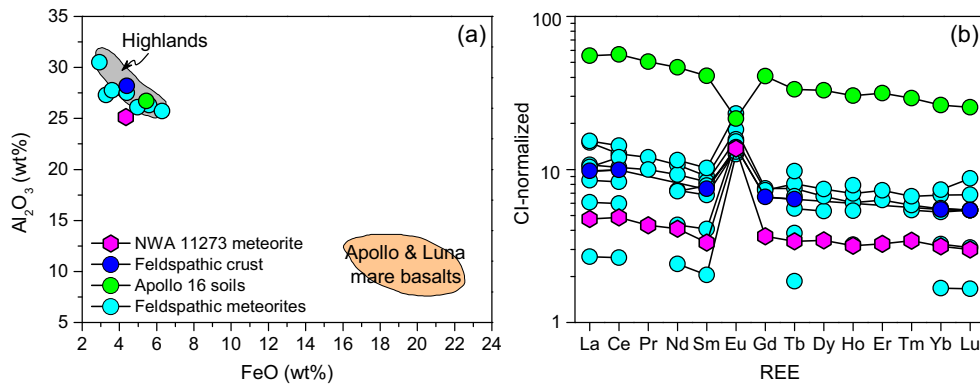 (a)
Highlands
Apollo & Luna
mare basalts
NWA 11273 meteorite
Feldspathic crust
Apollo 16 soils
Feldspathic meteorites
Al₂O₃ (wt%)
35
30
25
20
15
10
5
2 4 6 8 10 12 14 16 18 20 22 24
FeO (wt%)
(b)
CI-normalized
100
10
1
La Ce Pr Nd Sm Eu Gd Tb Dy Ho Er Tm Yb Lu
REE